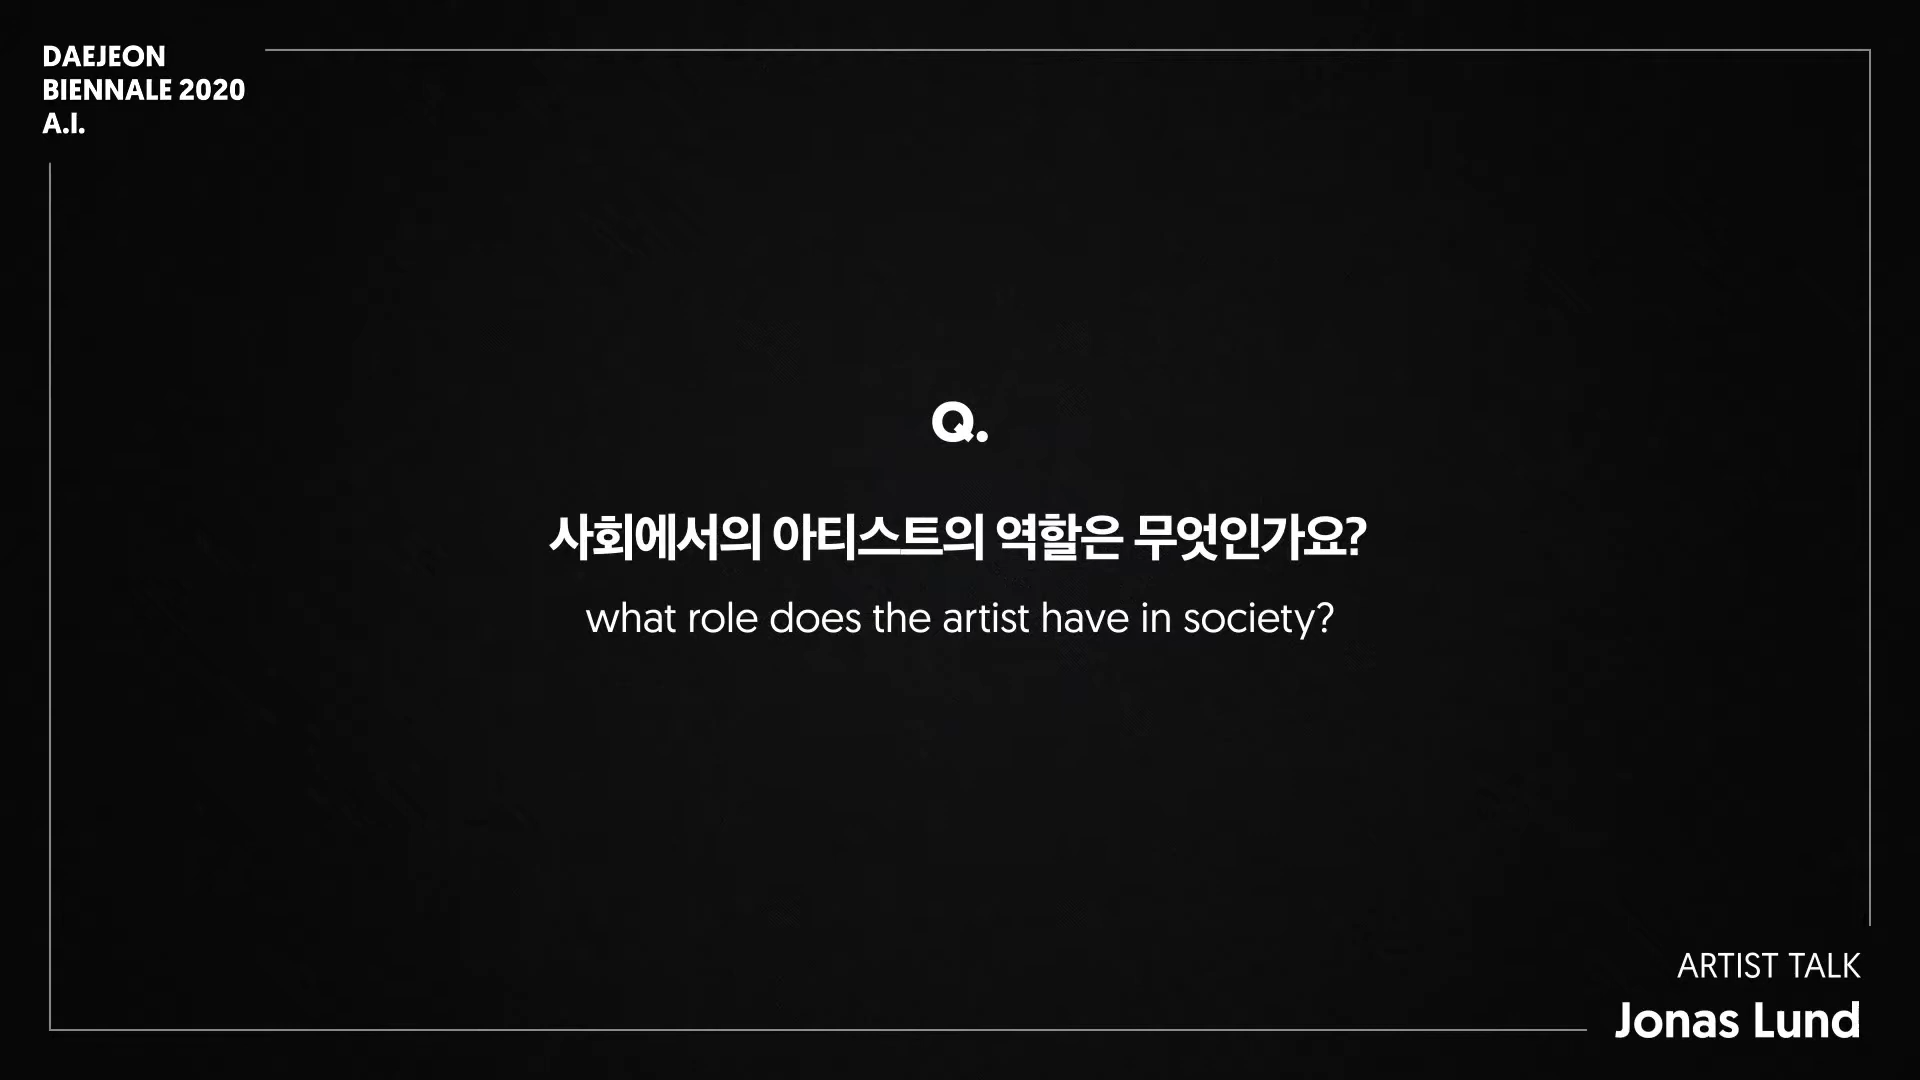 DAEJEON
BIENNALE 2020
A.I.
Q.
사회에서의 아티스트의 역할은 무엇인가요?
what role does the artist have in society?
ARTIST TALK
Jonas Lund